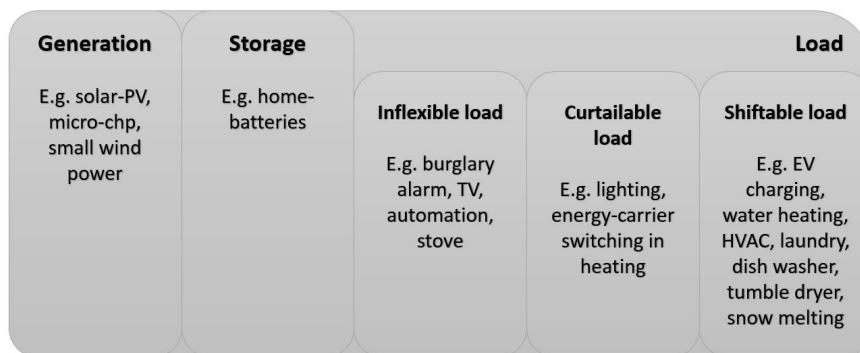 Generation
E.g. solar-PV,
micro-chp,
small wind
power
Storage
E.g. home-
batteries
Load
Inflexible load
E.g. burglary
alarm, TV,
automation,
stove
Curtailable
load
E.g. lighting,
energy-carrier
switching in
heating
Shiftable load
E.g. EV
charging,
water heating,
HVAC, laundry,
dish washer,
tumble dryer,
snow melting